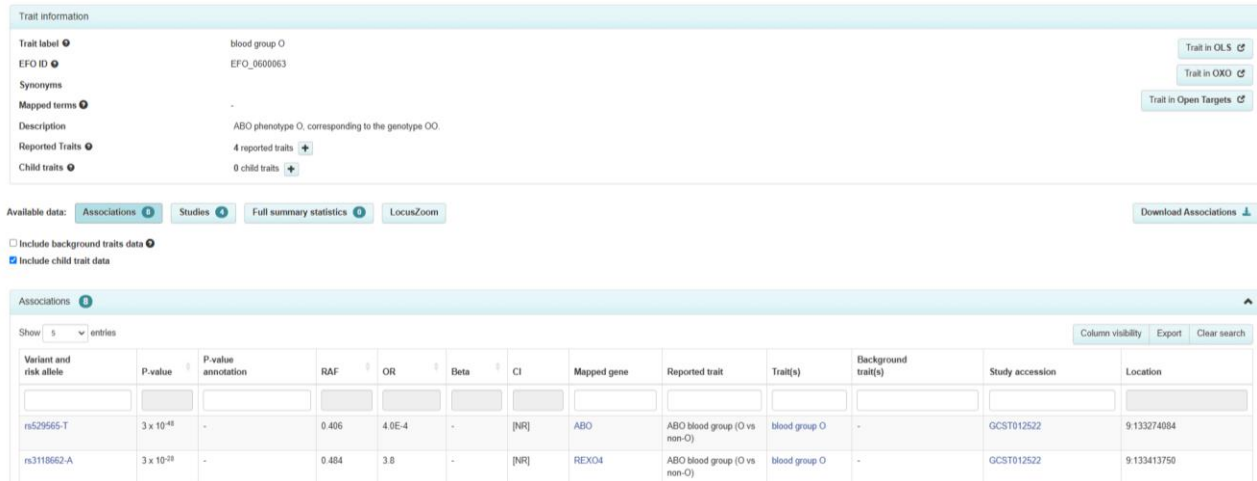 Trait information
Trait label
blood group O
Trait in OLS
EFO ID
EFO_0600063
Trait in OXO
Synonyms
Mapped terms
-
Trait in Open Targets
Description
ABO phenotype O, corresponding to the genotype OO.
Reported Traits
4 reported traits +
Child traits
0 child traits +
Available data: Associations 8 Studies 4 Full summary statistics 0 LocusZoom Download Associations
Include background traits data
Include child trait data
Associations 8
Show 5 entries
Column visibility Export Clear search
Variant and risk allele P-value P-value annotation RAF OR Beta CI Mapped gene Reported trait Trait(s) Background trait(s) Study accession Location
rs529565-T 3 x 10-48 - 0.406 4.0E-4 - [NR] ABO ABO blood group (O vs non-O) blood group O - GCST012522 9:133274084
rs3118662-A 3 x 10-28 - 0.484 3.8 - [NR] REXO4 ABO blood group (O vs non-O) blood group O - GCST012522 9:133413750